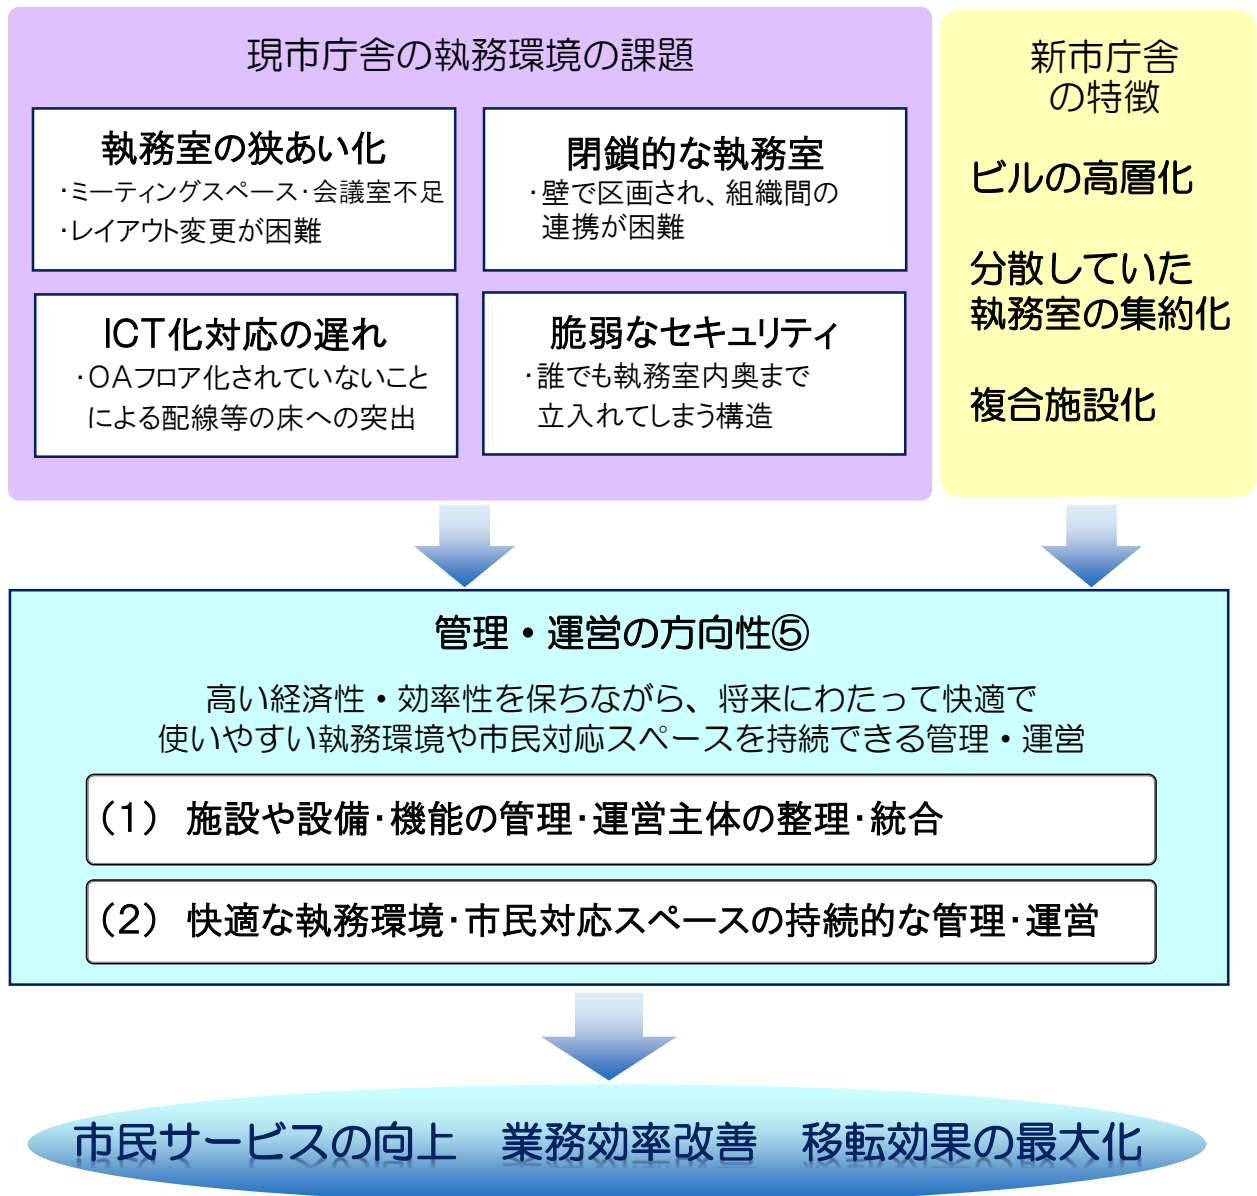 現市庁舎の執務環境の課題
執務室の狭あい化
・ミーティングスペース・会議室不足
・レイアウト変更が困難
閉鎖的な執務室
・壁で区画され、組織間の
連携が困難
ICT化対応の遅れ
・OAフロア化されていないこと
による配線等の床への突出
脆弱なセキュリティ
・誰でも執務室内奥まで
立入れてしまう構造
新市庁舎
の特徴
ビルの高層化
分散していた
執務室の集約化
複合施設化
管理・運営の方向性⑤
高い経済性・効率性を保ちながら、将来にわたって快適で
使いやすい執務環境や市民対応スペースを持続できる管理・運営
（1） 施設や設備・機能の管理・運営主体の整理・統合
（2） 快適な執務環境・市民対応スペースの持続的な管理・運営
市民サービスの向上　業務効率改善　移転効果の最大化